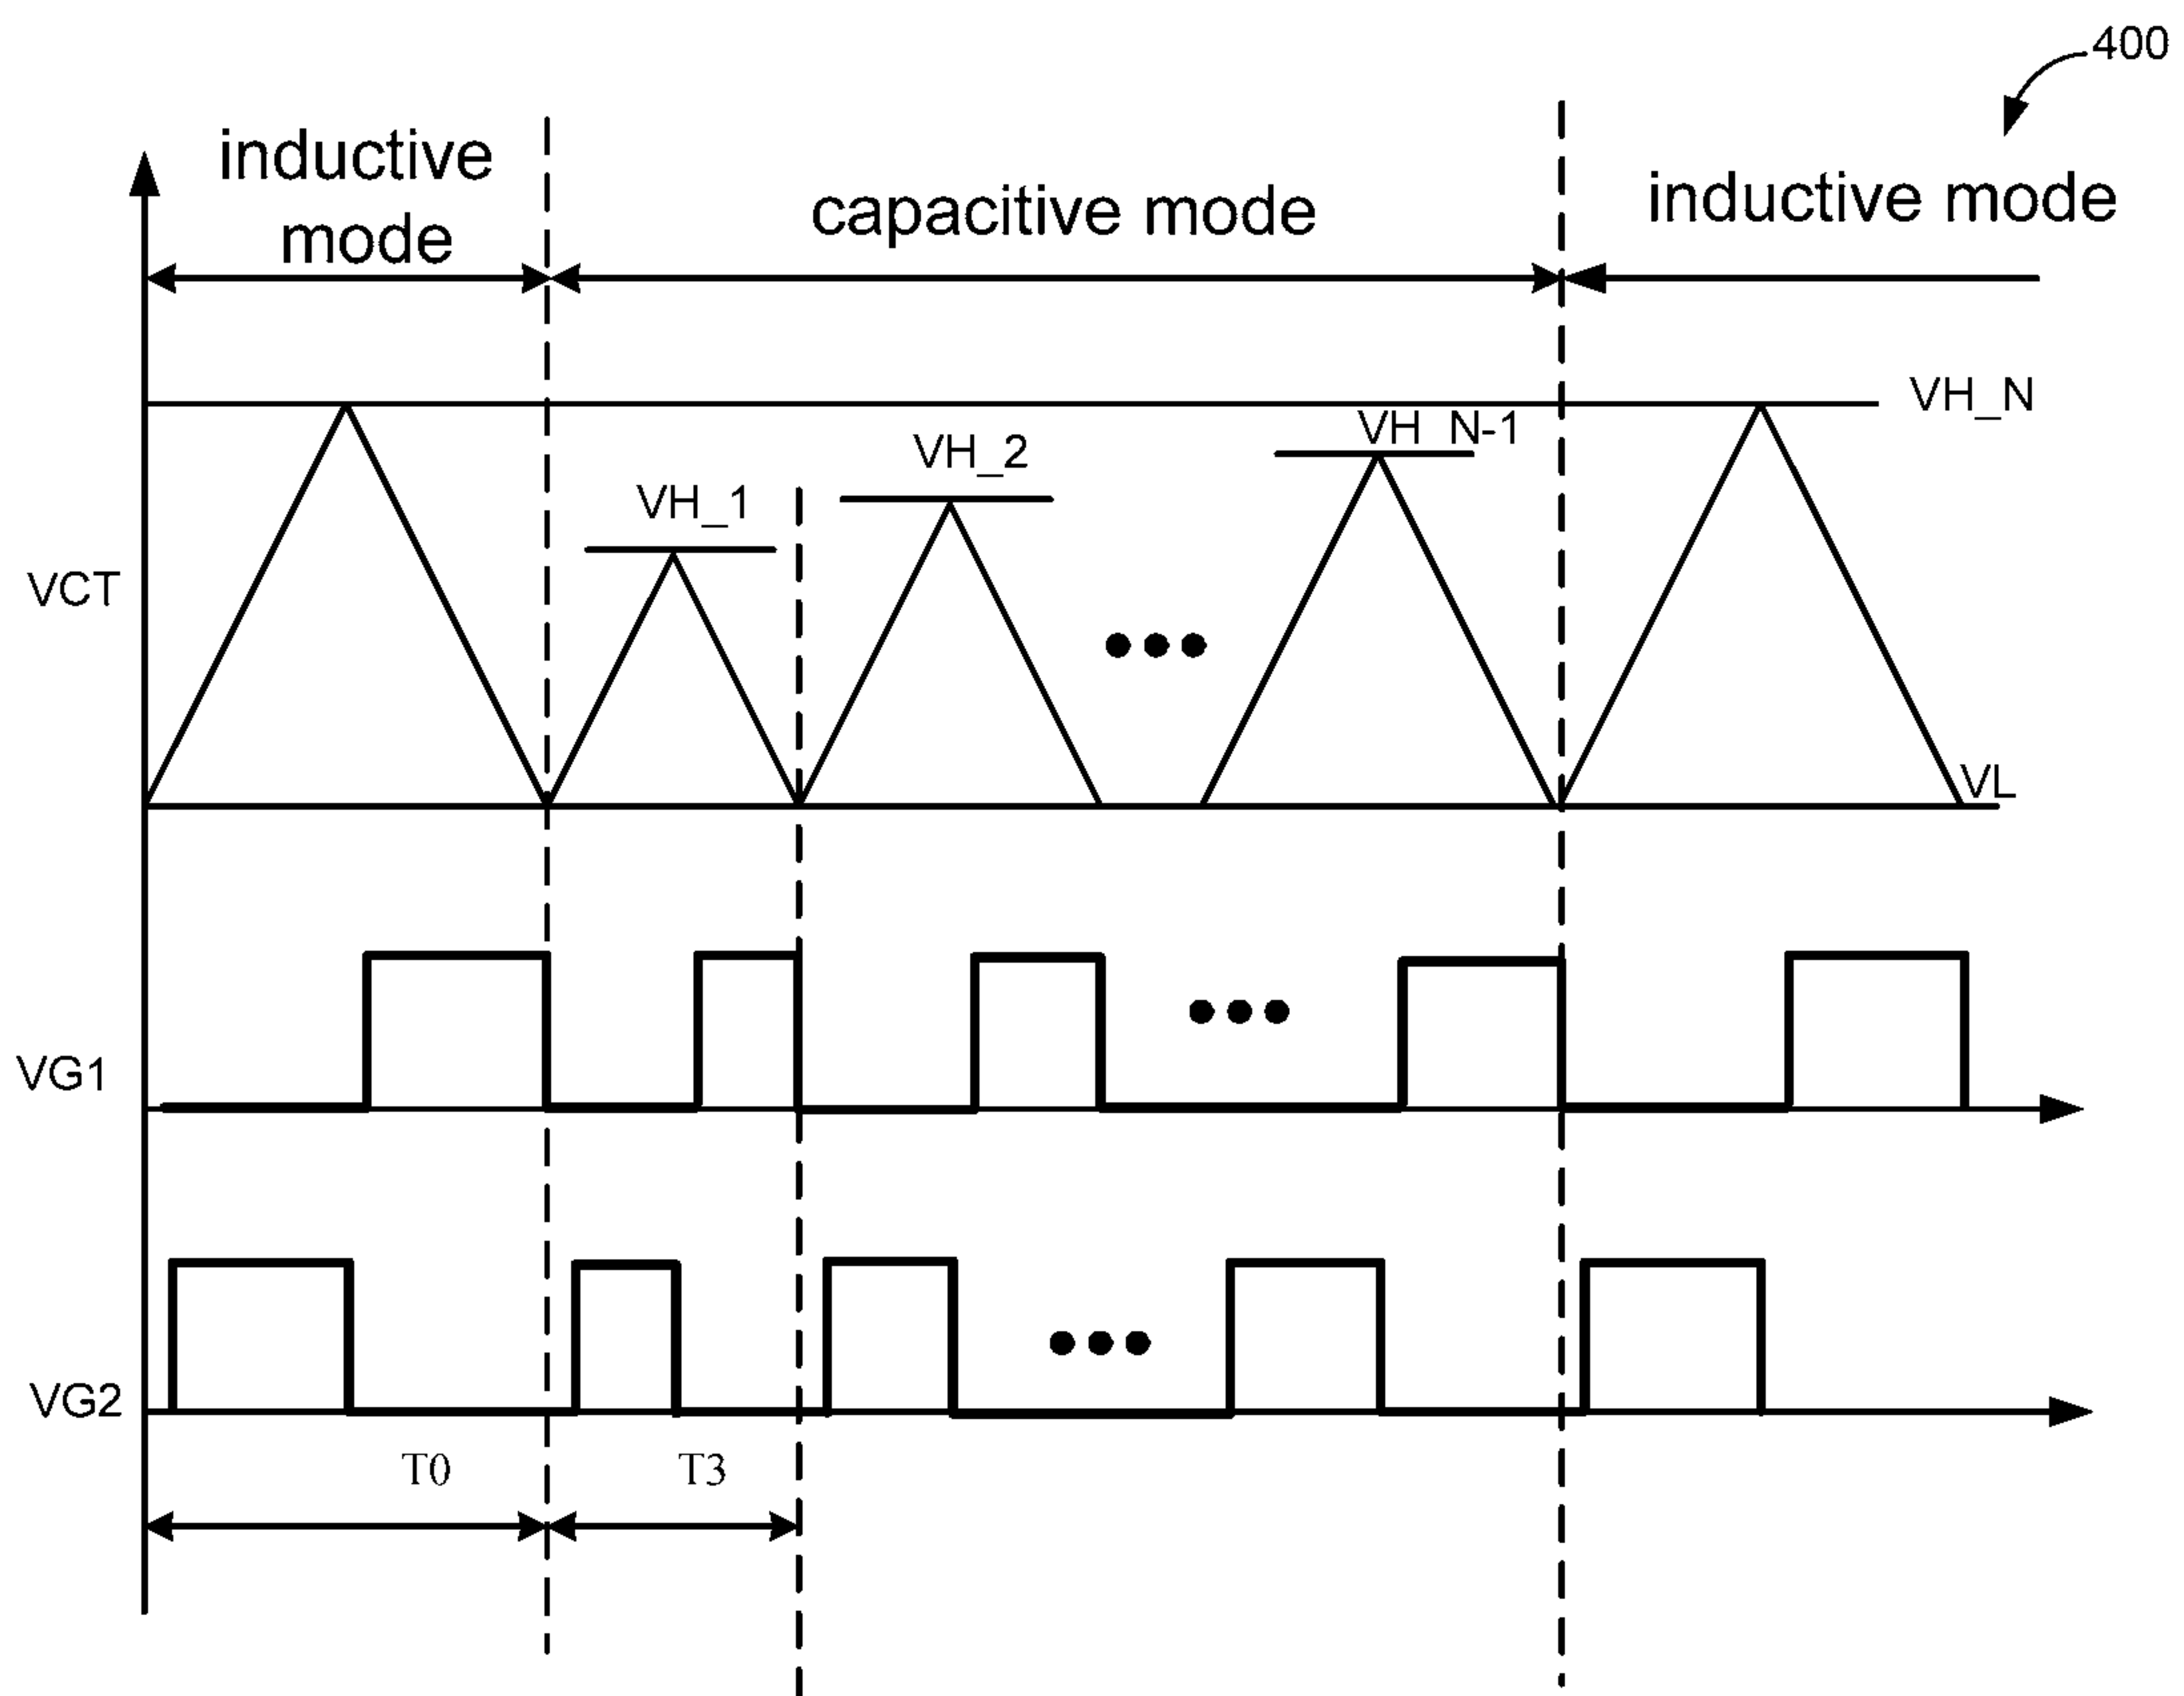 400
inductive
mode
capacitive mode
inductive mode
VH_N
VH_N-1
VH_2
VH_1
VCT
VL
VG1
VG2
T0
T3